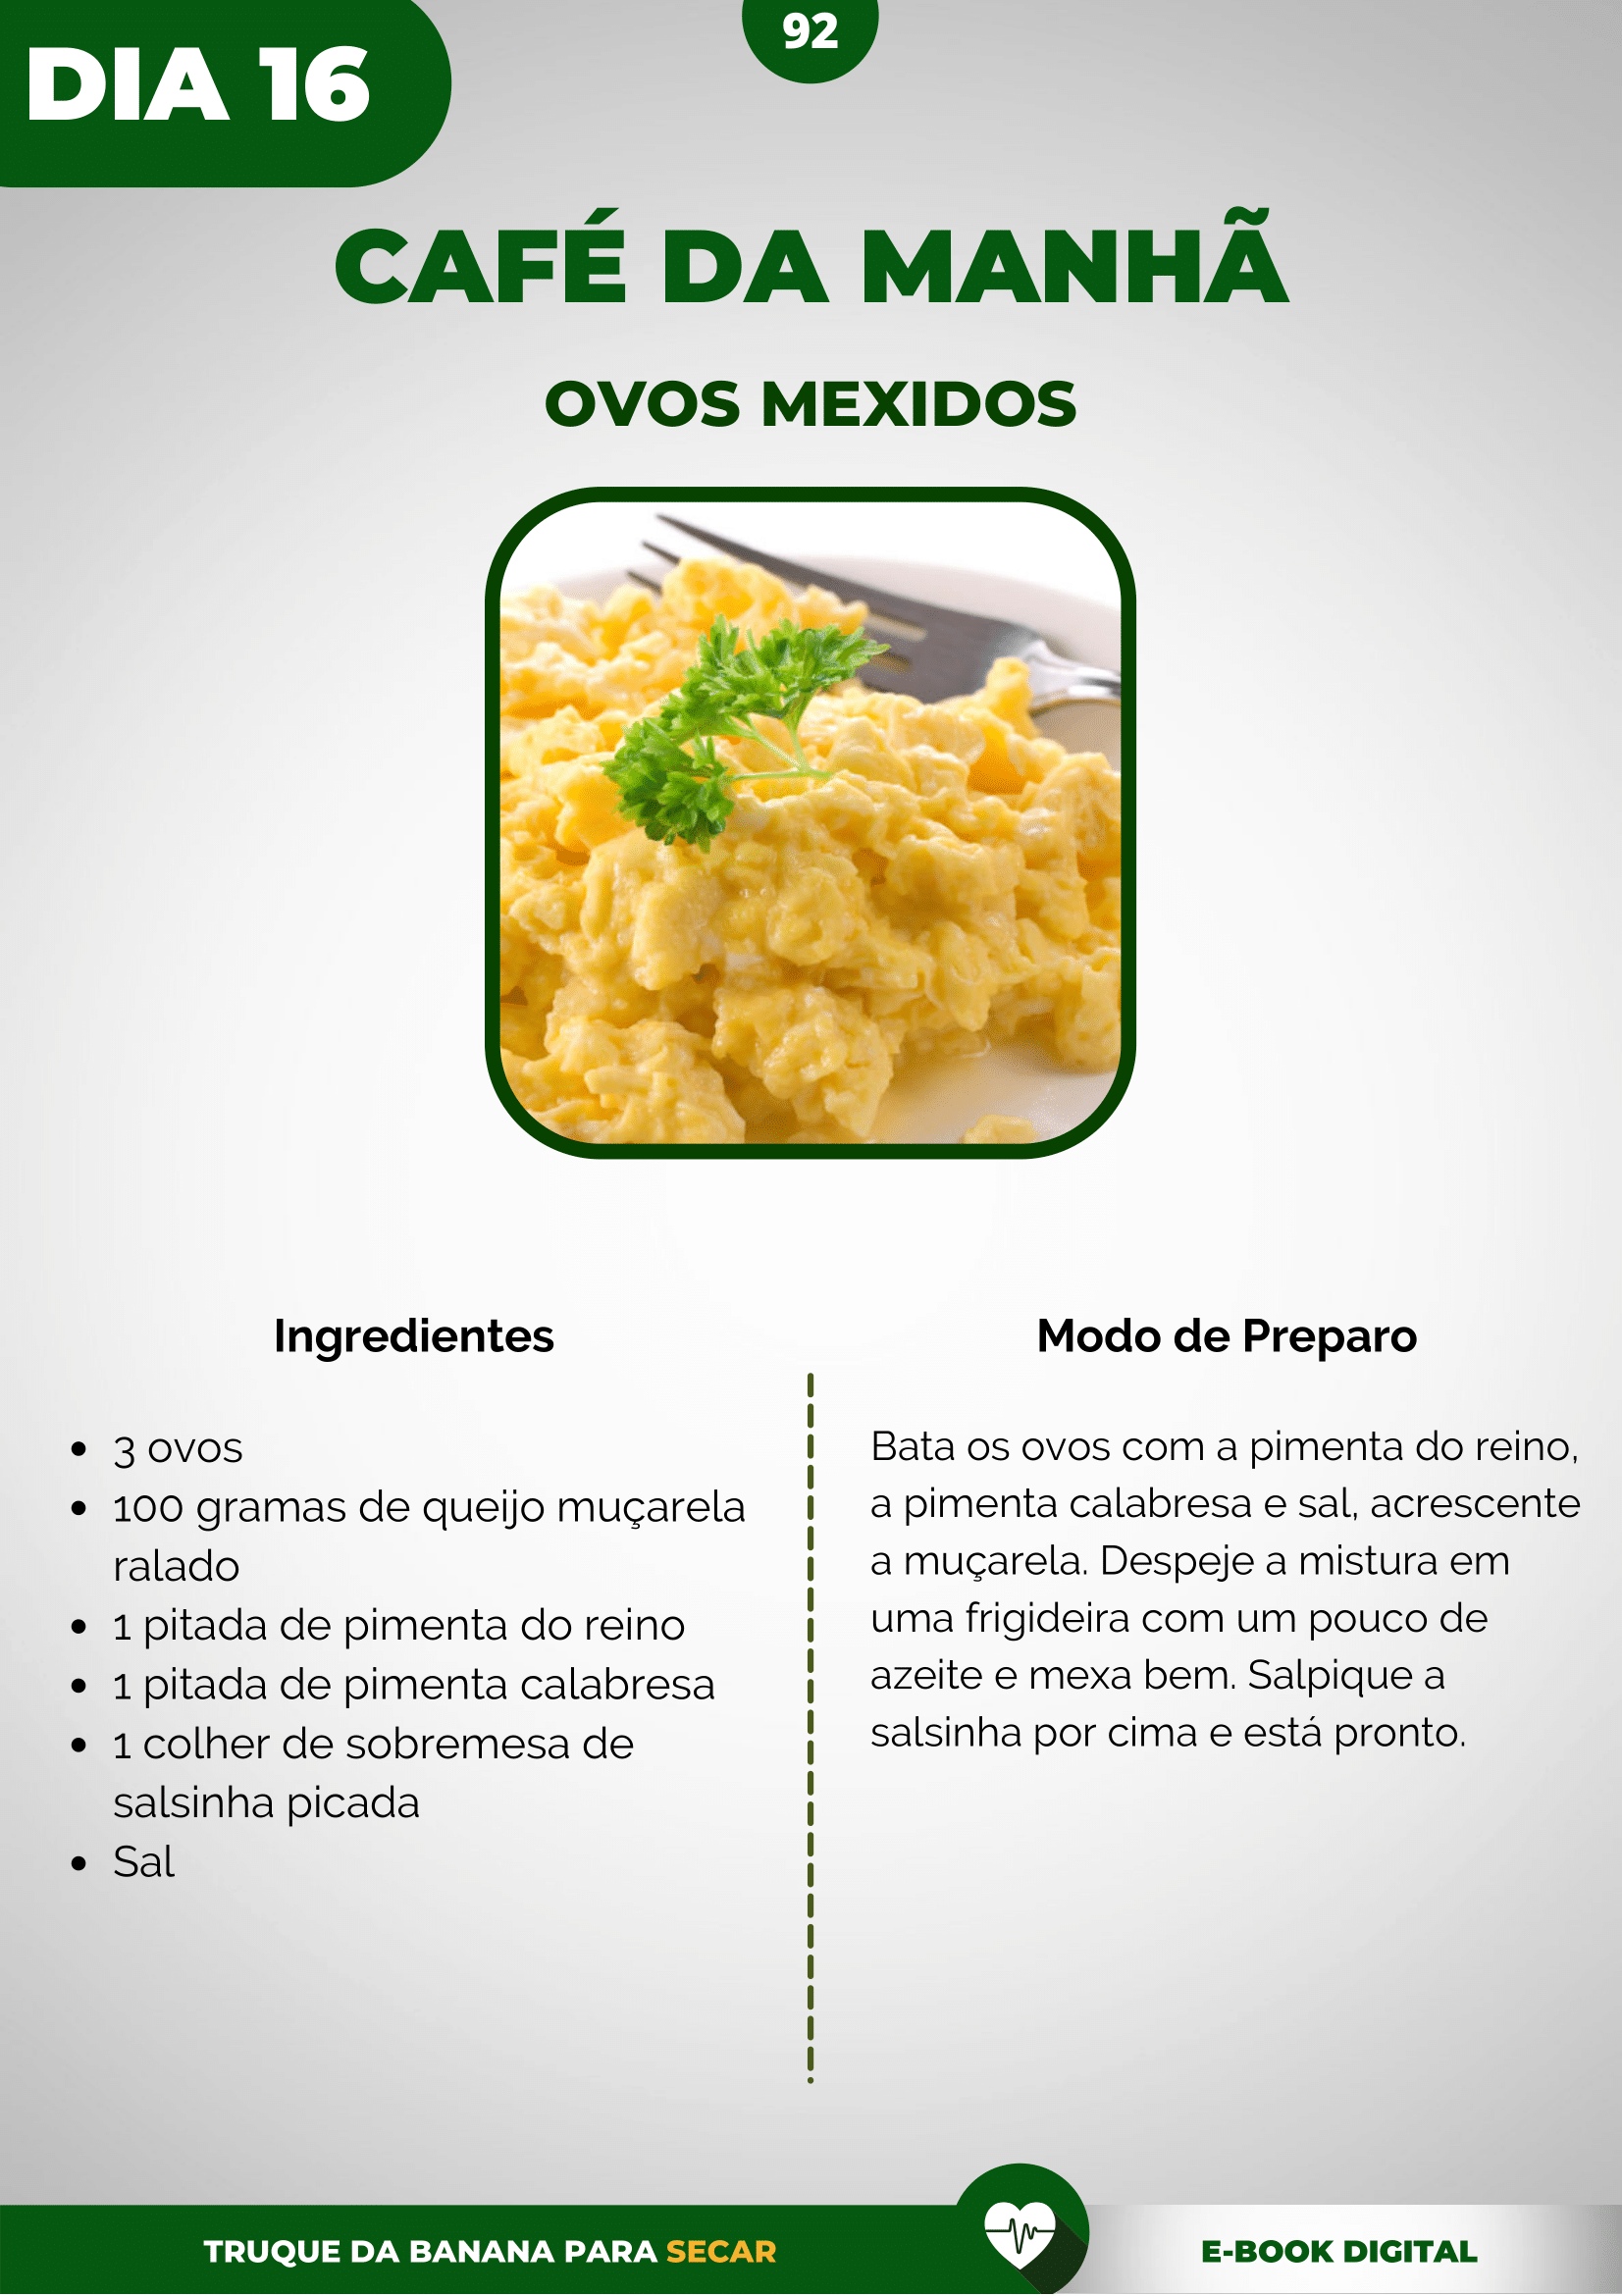 DIA 16
92
CAFÉ DA MANHÃ
OVOS MEXIDOS
Ingredientes
• 3 ovos
• 100 gramas de queijo muçarela
ralado
• 1 pitada de pimenta do reino
• 1 pitada de pimenta calabresa
• 1 colher de sobremesa de
salsinha picada
• Sal
Modo de Preparo
Bata os ovos com a pimenta do reino,
a pimenta calabresa e sal, acrescente
a muçarela. Despeje a mistura em
uma frigideira com um pouco de
azeite e mexa bem. Salpique a
salsinha por cima e está pronto.
TRUQUE DA BANANA PARA SECAR
E-BOOK DIGITAL